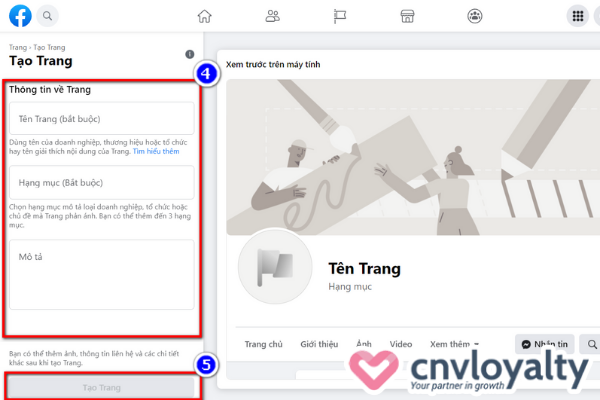 Trang › Tạo Trang
Tạo Trang
Thông tin về Trang
Tên Trang (bắt buộc)
Dùng tên của doanh nghiệp, thương hiệu hoặc tổ chức
hay tên giải thích nội dung của Trang. Tìm hiểu thêm
Hạng mục (Bắt buộc)
Chọn hạng mục mô tả loại doanh nghiệp, tổ chức hoặc
chủ đề mà Trang phản ánh. Bạn có thể thêm đến 3 hạng
mục.
Mô tả
Bạn có thể thêm ảnh, thông tin liên hệ và các chi tiết
khác sau khi tạo Trang.
Tạo Trang
4
5
Xem trước trên máy tính
Tên Trang
Hạng mục
Trang chủ Giới thiệu Ảnh Video Xem thêm Nhắn tin
cnvloyalty
Your partner in growth